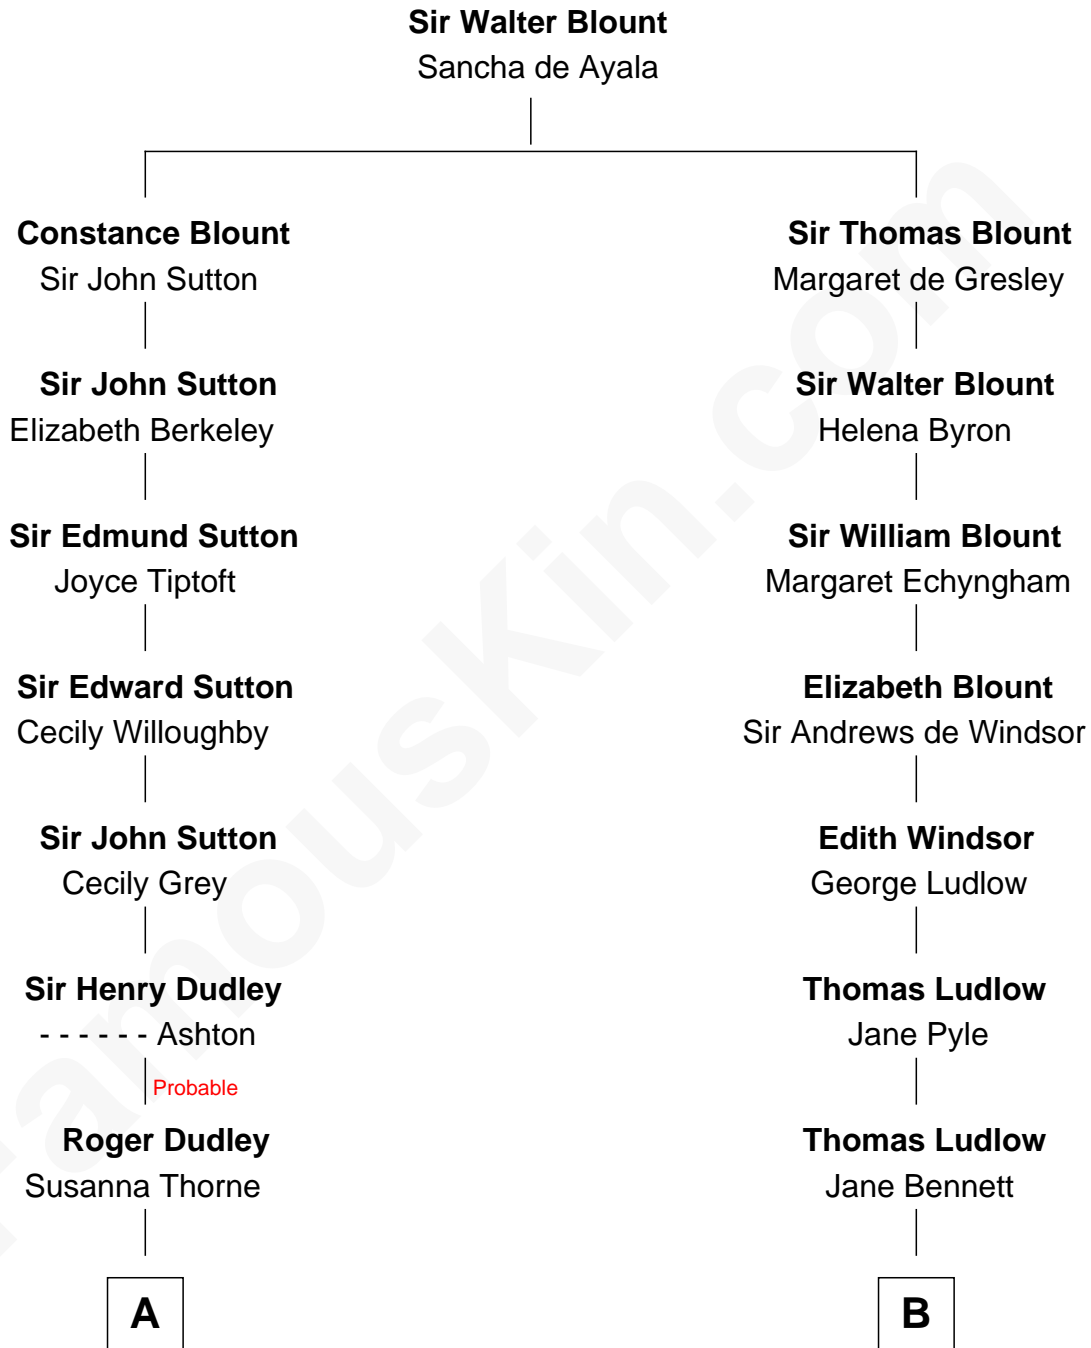 Sir Walter Blount
Sancha de Ayala
Constance Blount
Sir John Sutton
Sir John Sutton
Elizabeth Berkeley
Sir Edmund Sutton
Joyce Tiptoft
Sir Edward Sutton
Cecily Willoughby
Sir John Sutton
Cecily Grey
Sir Henry Dudley
- - - - - - Ashton
Probable
Roger Dudley
Susanna Thorne
A
Sir Thomas Blount
Margaret de Gresley
Sir Walter Blount
Helena Byron
Sir William Blount
Margaret Echyngham
Elizabeth Blount
Sir Andrews de Windsor
Edith Windsor
George Ludlow
Thomas Ludlow
Jane Pyle
Thomas Ludlow
Jane Bennett
B
FamousKin.com